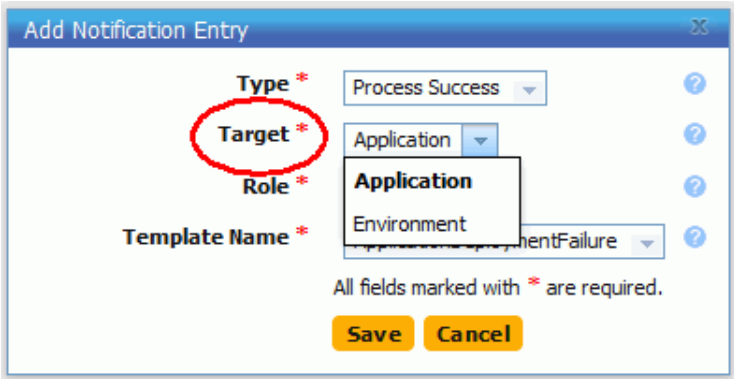 Add Notification Entry x
Type * Process Success ?
Target * Application ?
Role * Application ?
Environment
Template Name * ?
All fields marked with * are required.
Save Cancel